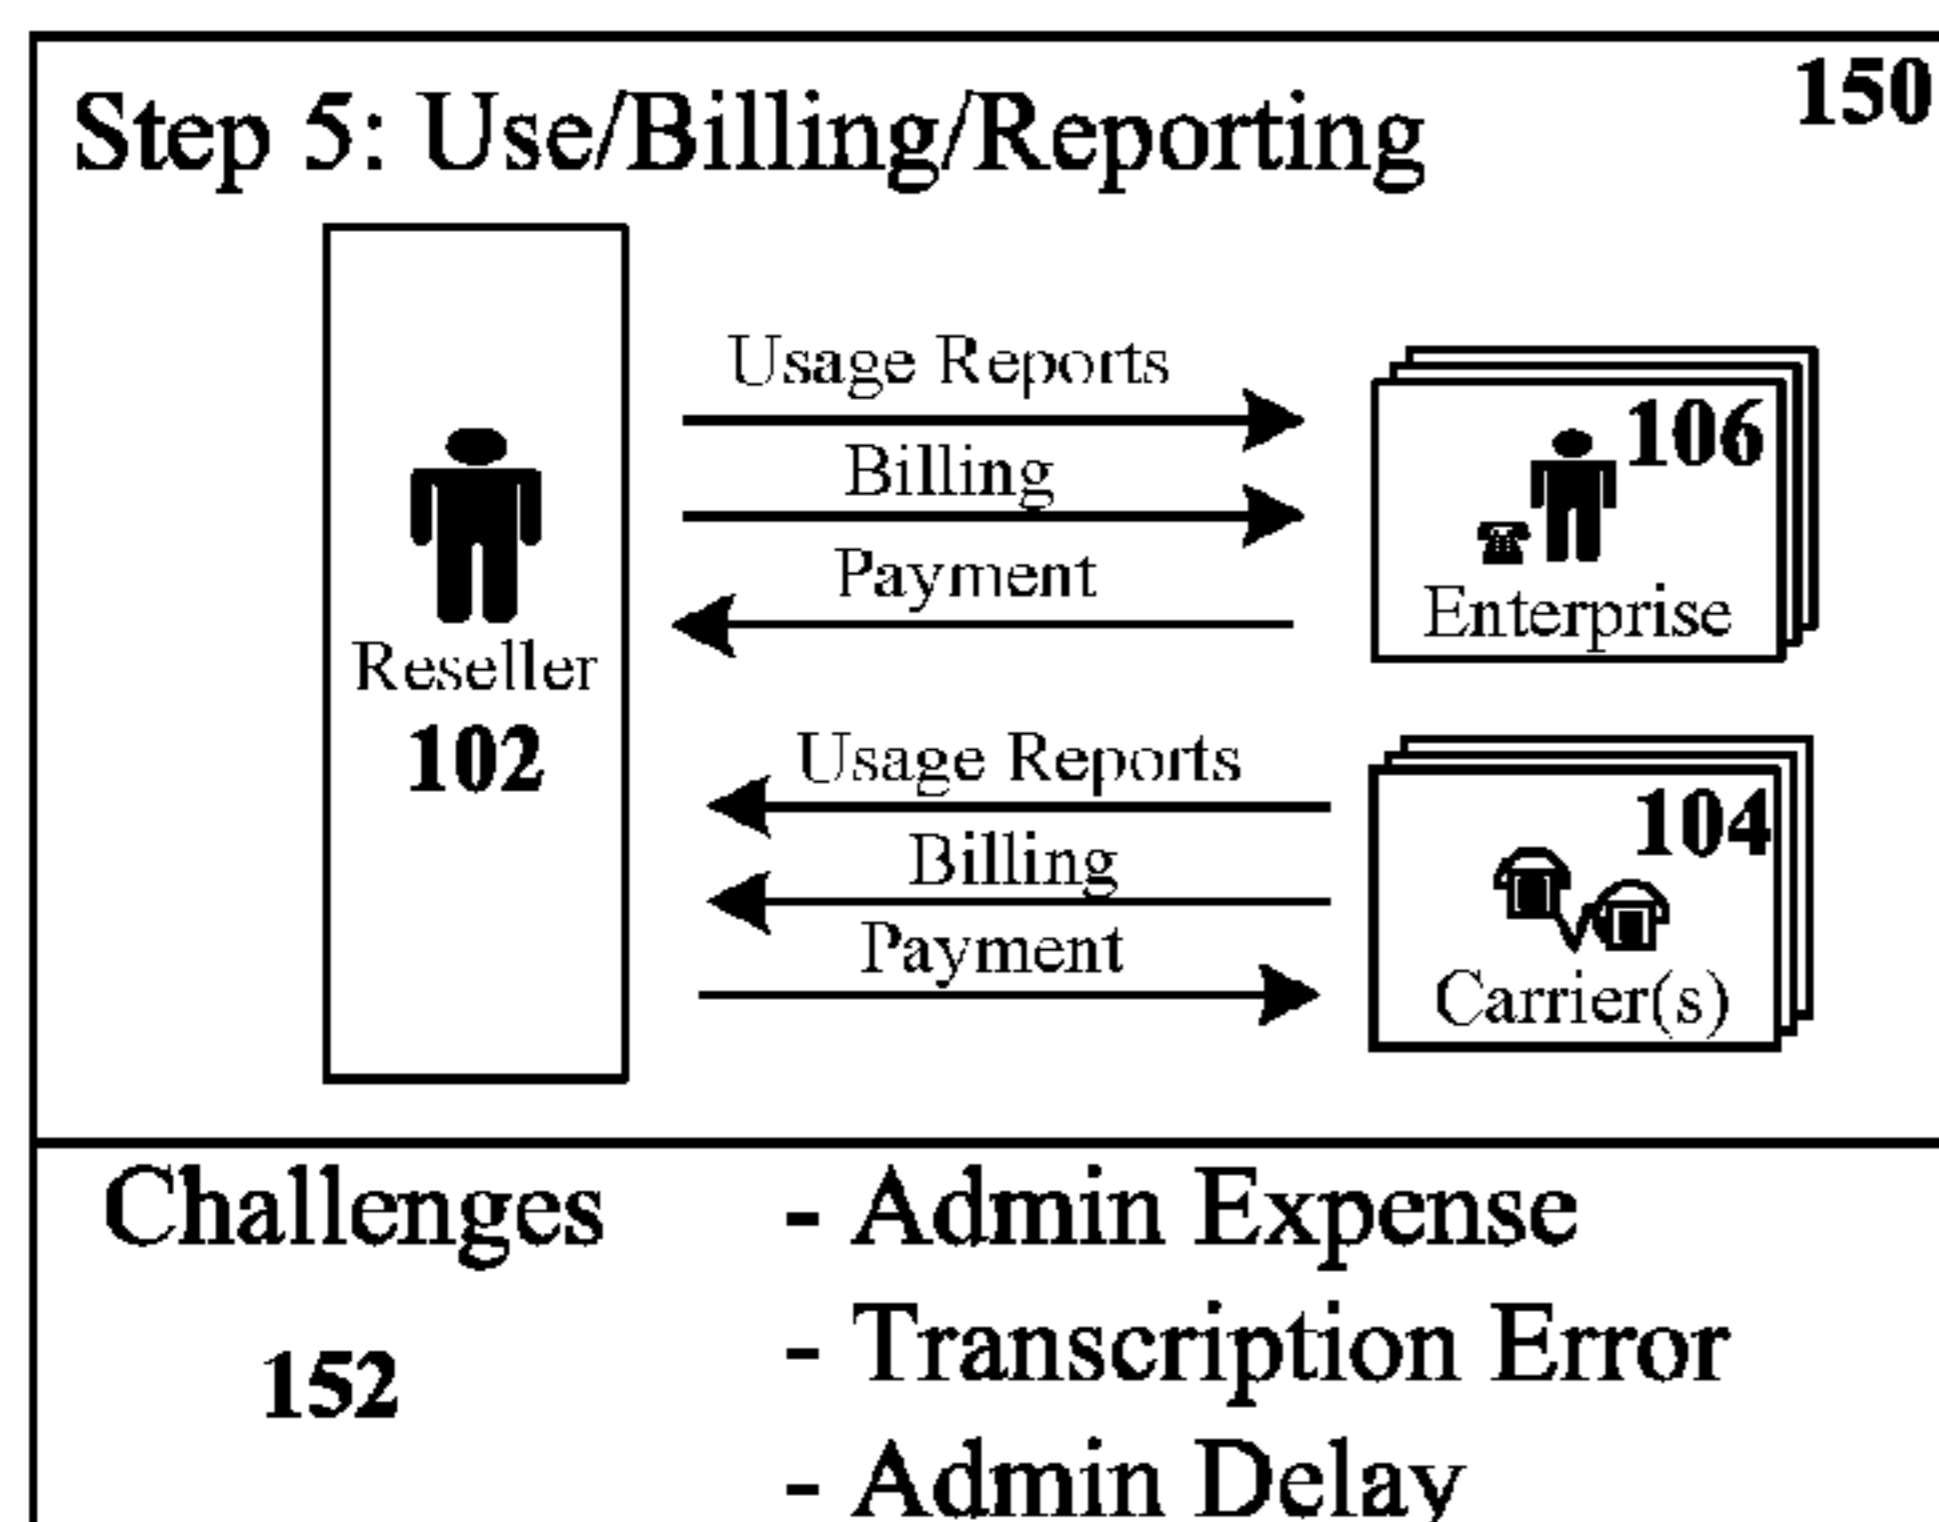 Step 5: Use/Billing/Reporting
150
Usage Reports
Billing
Payment
106
Enterprise
Reseller
102
Usage Reports
Billing
Payment
104
Carrier(s)
Challenges
152
- Admin Expense
- Transcription Error
- Admin Delay